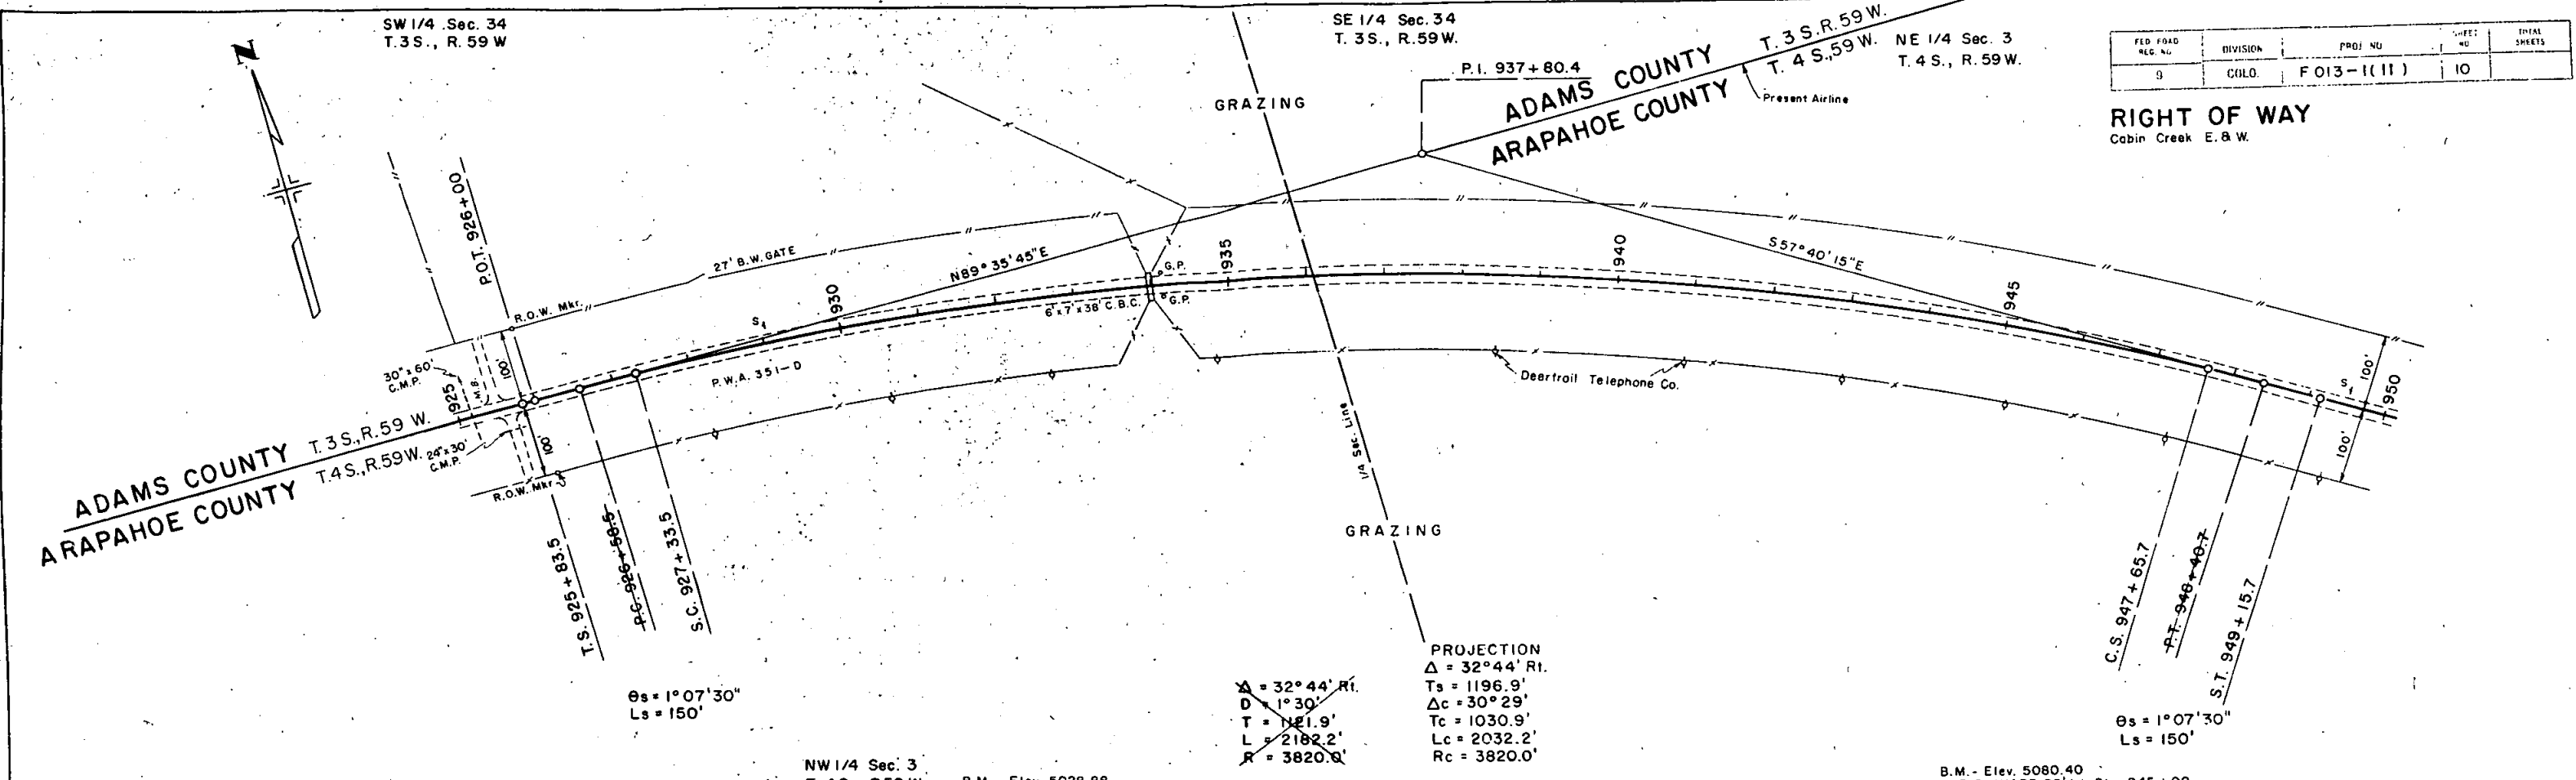 SW 1/4 Sec. 34
T. 3 S., R. 59 W
SE 1/4 Sec. 34
T. 3 S., R. 59 W.
T. 3 S. R. 59 W.
T. 4 S., 59 W.
NE 1/4 Sec. 3
T. 4 S., R. 59 W.
FED ROAD REG. NO
DIVISION
PROJ NO
SHEET NO
TOTAL SHEETS
9
COLO.
F 013-1(11)
10
RIGHT OF WAY
Cabin Creek E. & W.
N
P.I. 937+80.4
ADAMS COUNTY
ARAPAHOE COUNTY
Present Airline
GRAZING
P.O.T. 926+00
27' B.W. GATE
N89°35'45"E
S57°40'15"E
R.O.W. Mkr.
G.P.
G.P.
6'x7'x38' C.B.C.
925
930
935
940
945
950
S
S
30"x60'
C.M.P.
M.B.
100'
100'
100'
100'
P.W.A. 351-D
Deertrail Telephone Co.
1/4 Sec. Line
ADAMS COUNTY T. 3 S., R. 59 W.
ARAPAHOE COUNTY T. 4 S., R. 59 W.
24"x30'
C.M.P.
R.O.W. Mkr.
GRAZING
T.S. 925+83.5
P.C. 926+58.5
S.C. 927+33.5
C.S. 947+65.7
P.T. 948+40.7
S.T. 949+15.7
θs = 1°07'30"
Ls = 150'
Δ = 32°44' Rt.
D = 1°30'
T = 1121.9'
L = 2182.2'
R = 3820.0'
PROJECTION
Δ = 32°44' Rt.
Ts = 1196.9'
Δc = 30°29'
Tc = 1030.9'
Lc = 2032.2'
Rc = 3820.0'
θs = 1°07'30"
Ls = 150'
NW 1/4 Sec. 3
B.M. - Elev. 5080.40